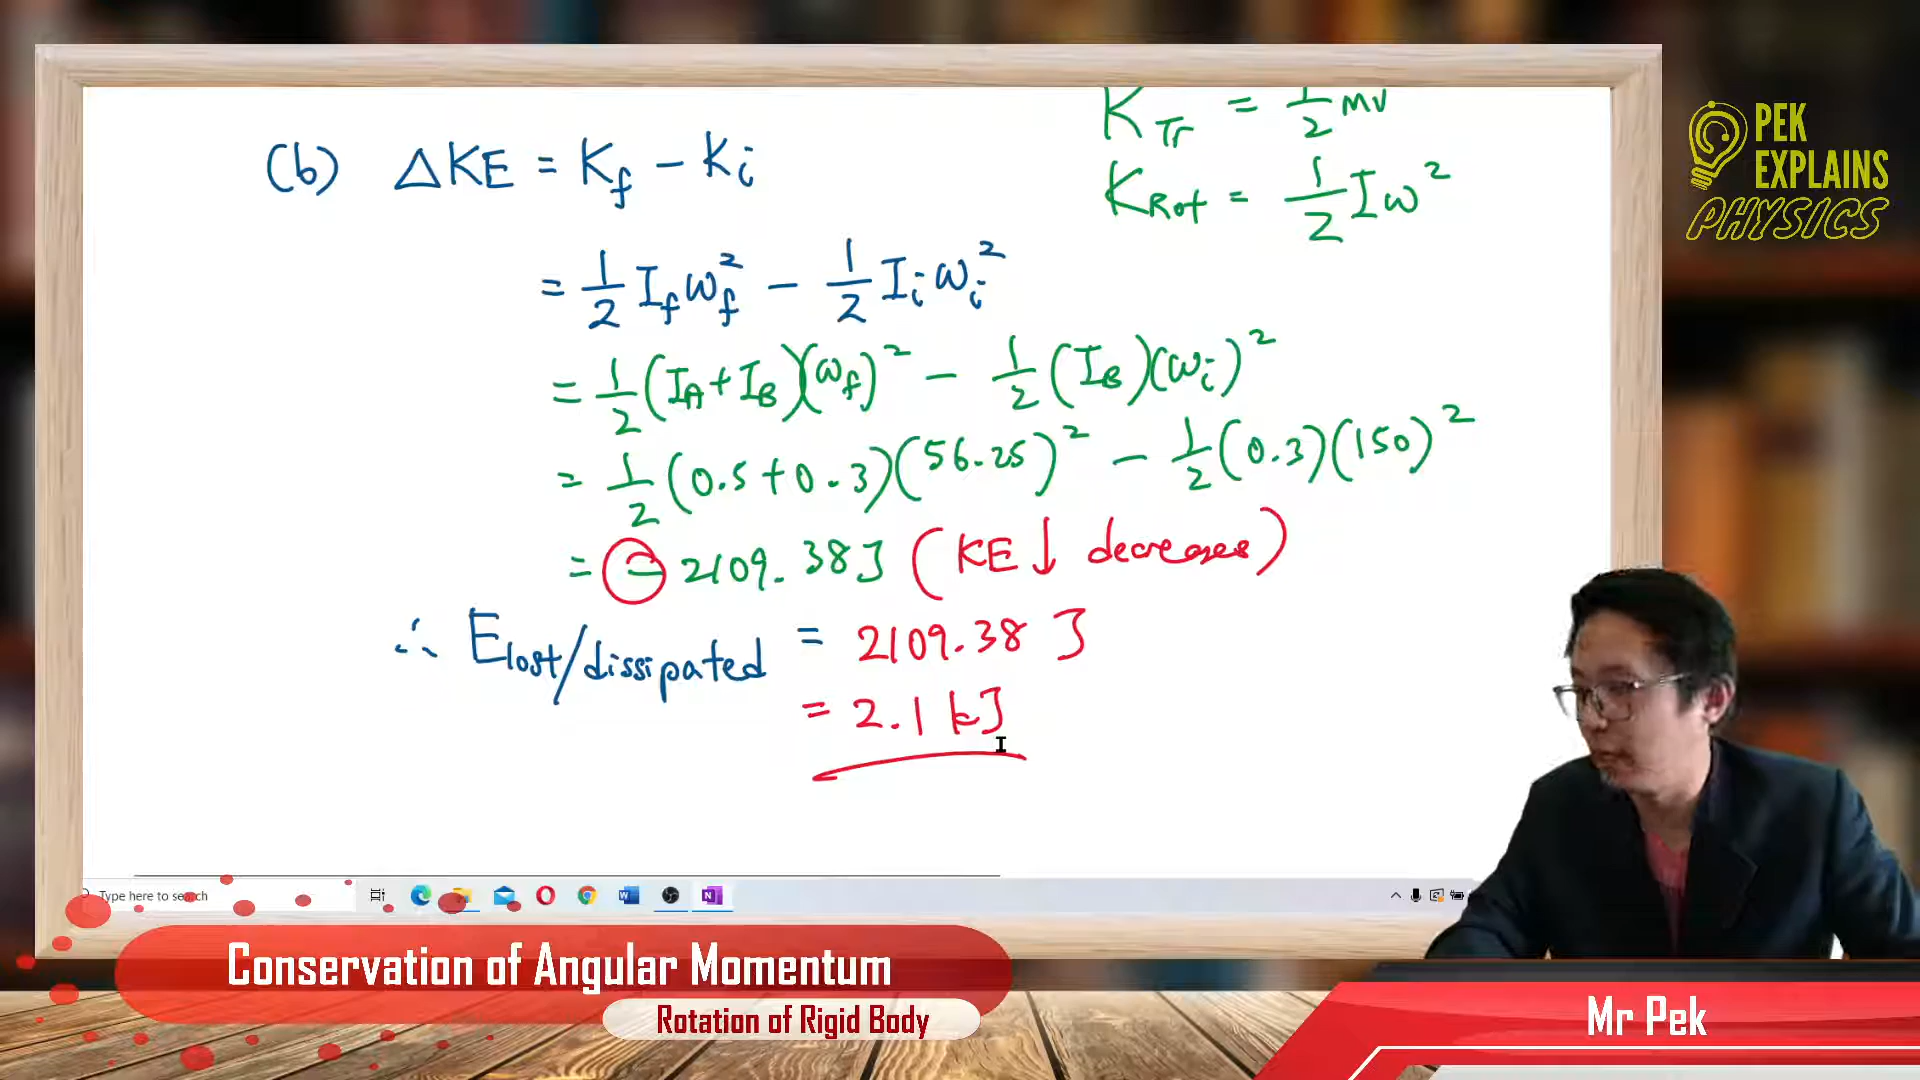 (b) ΔKE = K_f − K_i
K_Tr = 1/2 mv
K_Rot = 1/2 Iω²
= 1/2 I_f ω_f² − 1/2 I_i ω_i²
= 1/2 (I_A + I_B)(ω_f)² − 1/2 (I_B)(ω_i)²
= 1/2 (0.5 + 0.3)(56.25)² − 1/2 (0.3)(150)²
= − 2109.38 J (KE ↓ decreases)
∴ E_lost/dissipated = 2109.38 J
= 2.1 kJ
PEK
EXPLAINS
PHYSICS
Type here to search
Conservation of Angular Momentum
Rotation of Rigid Body
Mr Pek